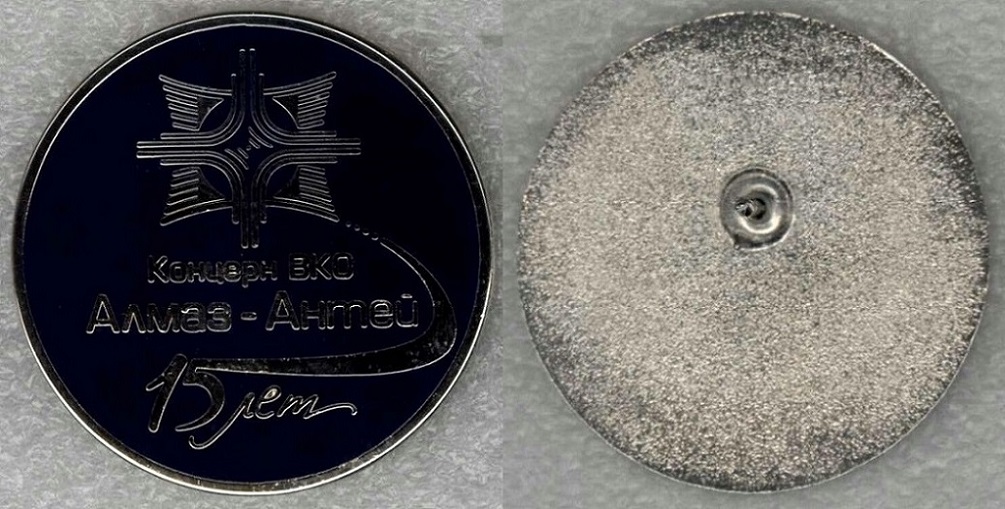 Концерн ВКО
Алмаз - Антей
15 лет